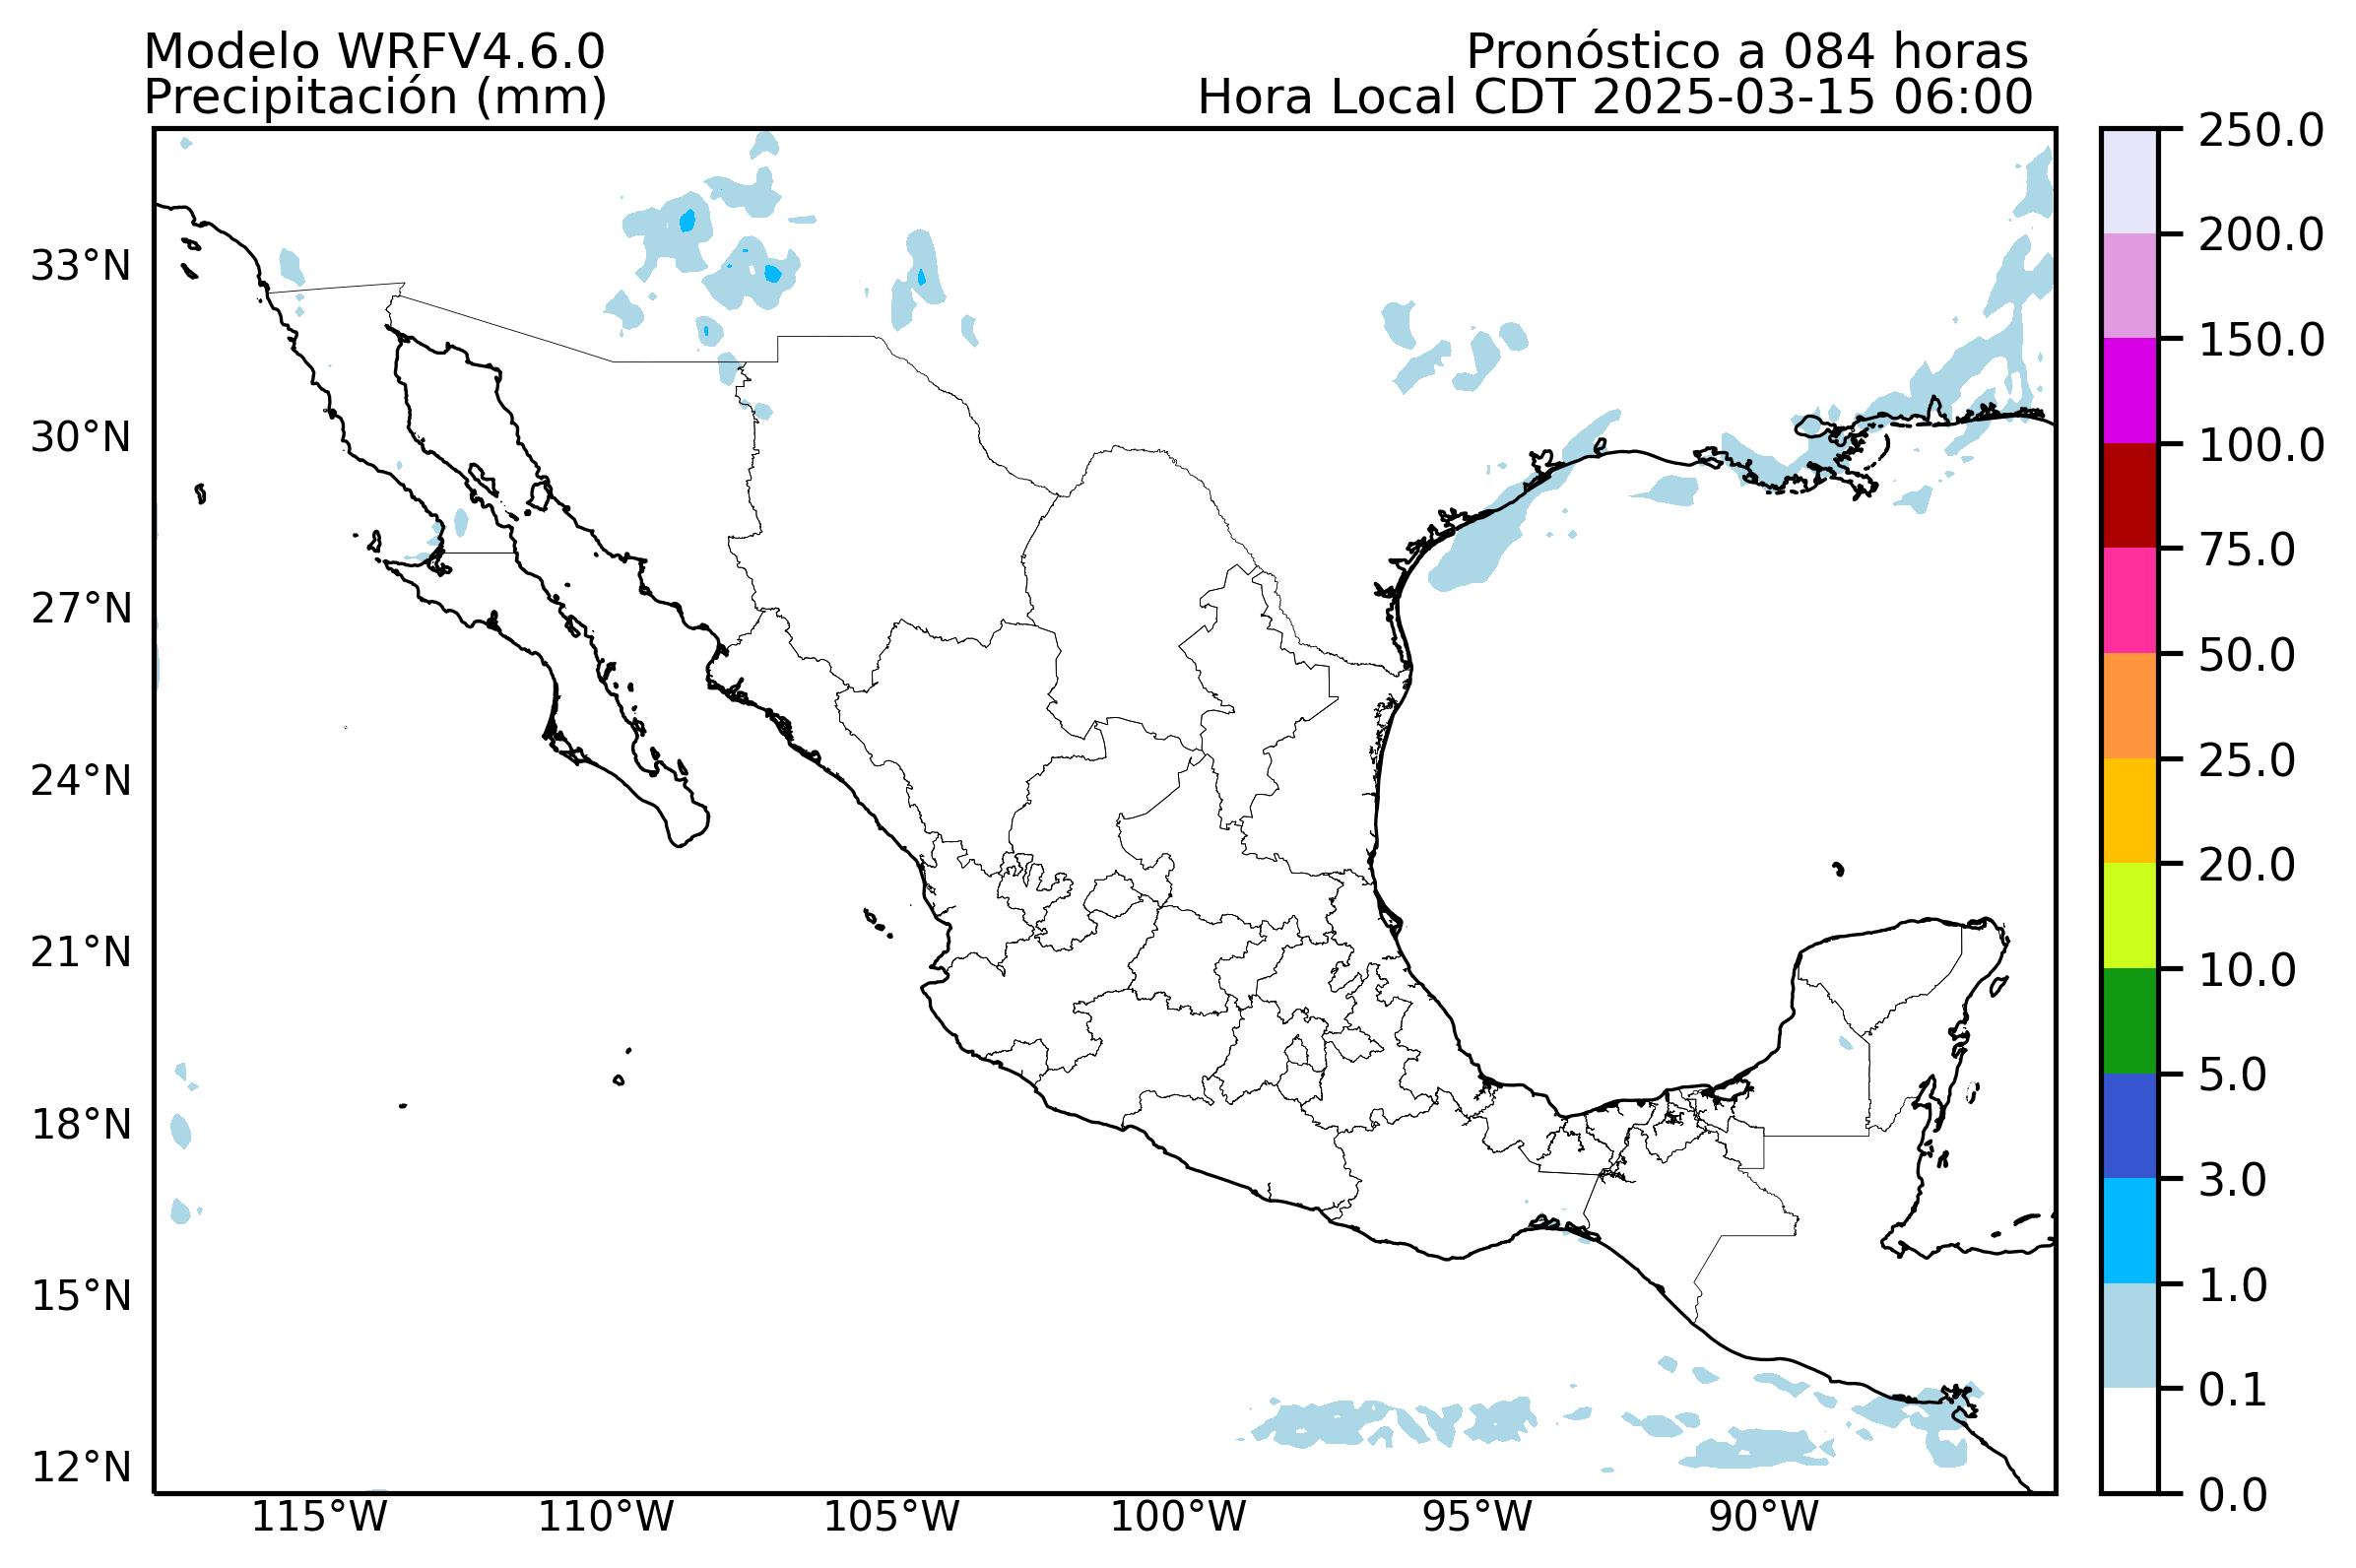 Modelo WRFV4.6.0
Pronóstico a 084 horas
Precipitación (mm)
Hora Local CDT 2025-03-15 06:00
33°N
30°N
27°N
24°N
21°N
18°N
15°N
12°N
115°W
110°W
105°W
100°W
95°W
90°W
250.0
200.0
150.0
100.0
75.0
50.0
25.0
20.0
10.0
5.0
3.0
1.0
0.1
0.0